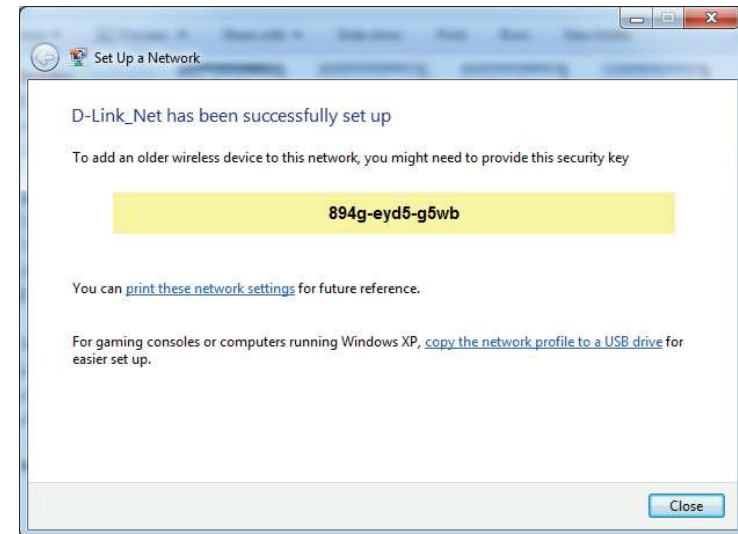 Set Up a Network
D-Link_Net has been successfully set up
To add an older wireless device to this network, you might need to provide this security key
894g-eyd5-g5wb
You can print these network settings for future reference.
For gaming consoles or computers running Windows XP, copy the network profile to a USB drive for
easier set up.
Close